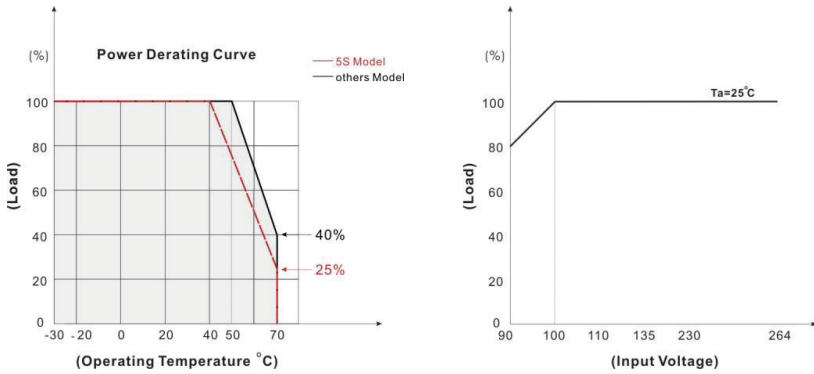 (%)
Power Derating Curve
5S Model
others Model
100
80
60
40
20
0
(Load)
40%
25%
-30 -20 0 20 40 50 70
(Operating Temperature °C)
(%)
Ta=25°C
100
80
60
40
20
0
(Load)
90 100 110 135 230 264
(Input Voltage)